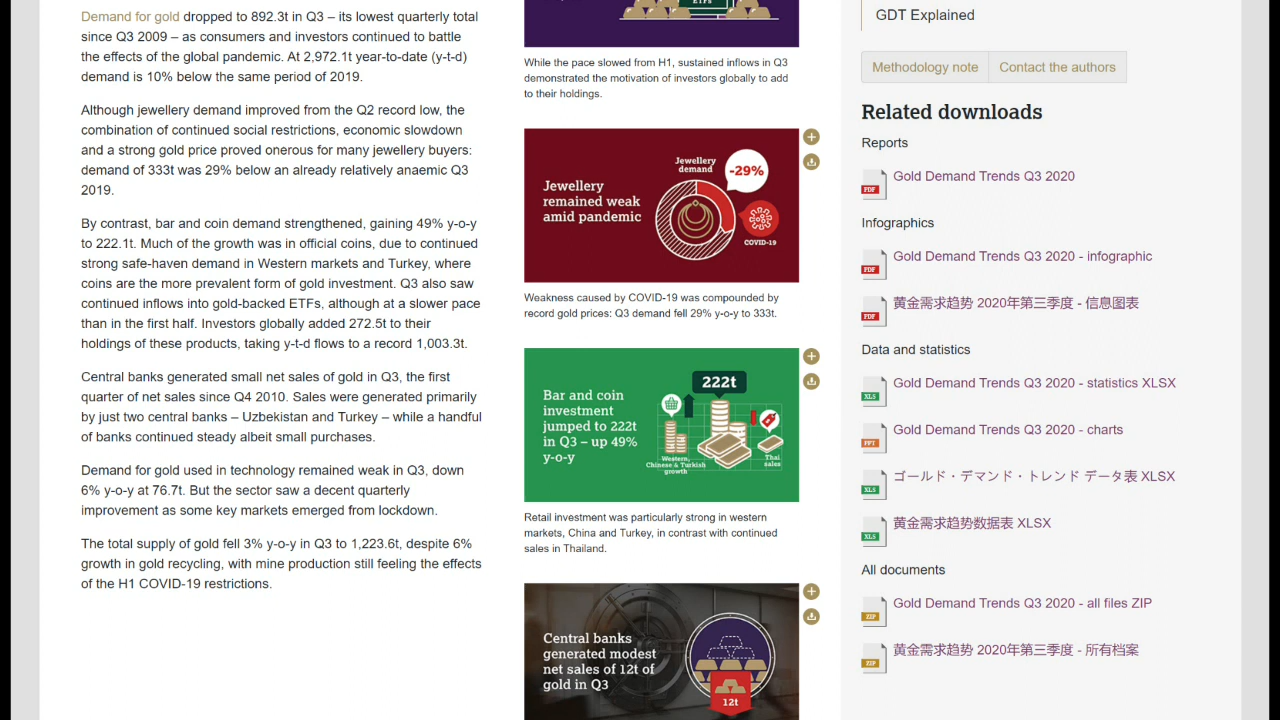 Demand for gold dropped to 892.3t in Q3 – its lowest quarterly total
since Q3 2009 – as consumers and investors continued to battle
the effects of the global pandemic. At 2,972.1t year-to-date (y-t-d)
demand is 10% below the same period of 2019.
Although jewellery demand improved from the Q2 record low, the
combination of continued social restrictions, economic slowdown
and a strong gold price proved onerous for many jewellery buyers:
demand of 333t was 29% below an already relatively anaemic Q3
2019.
By contrast, bar and coin demand strengthened, gaining 49% y-o-y
to 222.1t. Much of the growth was in official coins, due to continued
strong safe-haven demand in Western markets and Turkey, where
coins are the more prevalent form of gold investment. Q3 also saw
continued inflows into gold-backed ETFs, although at a slower pace
than in the first half. Investors globally added 272.5t to their
holdings of these products, taking y-t-d flows to a record 1,003.3t.
Central banks generated small net sales of gold in Q3, the first
quarter of net sales since Q4 2010. Sales were generated primarily
by just two central banks – Uzbekistan and Turkey – while a handful
of banks continued steady albeit small purchases.
Demand for gold used in technology remained weak in Q3, down
6% y-o-y at 76.7t. But the sector saw a decent quarterly
improvement as some key markets emerged from lockdown.
The total supply of gold fell 3% y-o-y in Q3 to 1,223.6t, despite 6%
growth in gold recycling, with mine production still feeling the effects
of the H1 COVID-19 restrictions.
ETFs
While the pace slowed from H1, sustained inflows in Q3
demonstrated the motivation of investors globally to add
to their holdings.
Jewellery
remained weak
amid pandemic
Jewellery
demand
-29%
COVID-19
Weakness caused by COVID-19 was compounded by
record gold prices: Q3 demand fell 29% y-o-y to 333t.
Bar and coin
investment
jumped to 222t
in Q3 – up 49%
y-o-y
222t
Western,
Chinese & Turkish
growth
Thai
sales
Retail investment was particularly strong in western
markets, China and Turkey, in contrast with continued
sales in Thailand.
Central banks
generated modest
net sales of 12t of
gold in Q3
12t
GDT Explained
Methodology note
Contact the authors
Related downloads
Reports
PDF
Gold Demand Trends Q3 2020
Infographics
PDF
Gold Demand Trends Q3 2020 - infographic
PDF
黄金需求趋势 2020年第三季度 - 信息图表
Data and statistics
XLS
Gold Demand Trends Q3 2020 - statistics XLSX
PPT
Gold Demand Trends Q3 2020 - charts
XLS
ゴールド・デマンド・トレンド データ表 XLSX
XLS
黄金需求趋势数据表 XLSX
All documents
ZIP
Gold Demand Trends Q3 2020 - all files ZIP
ZIP
黄金需求趋势 2020年第三季度 - 所有档案